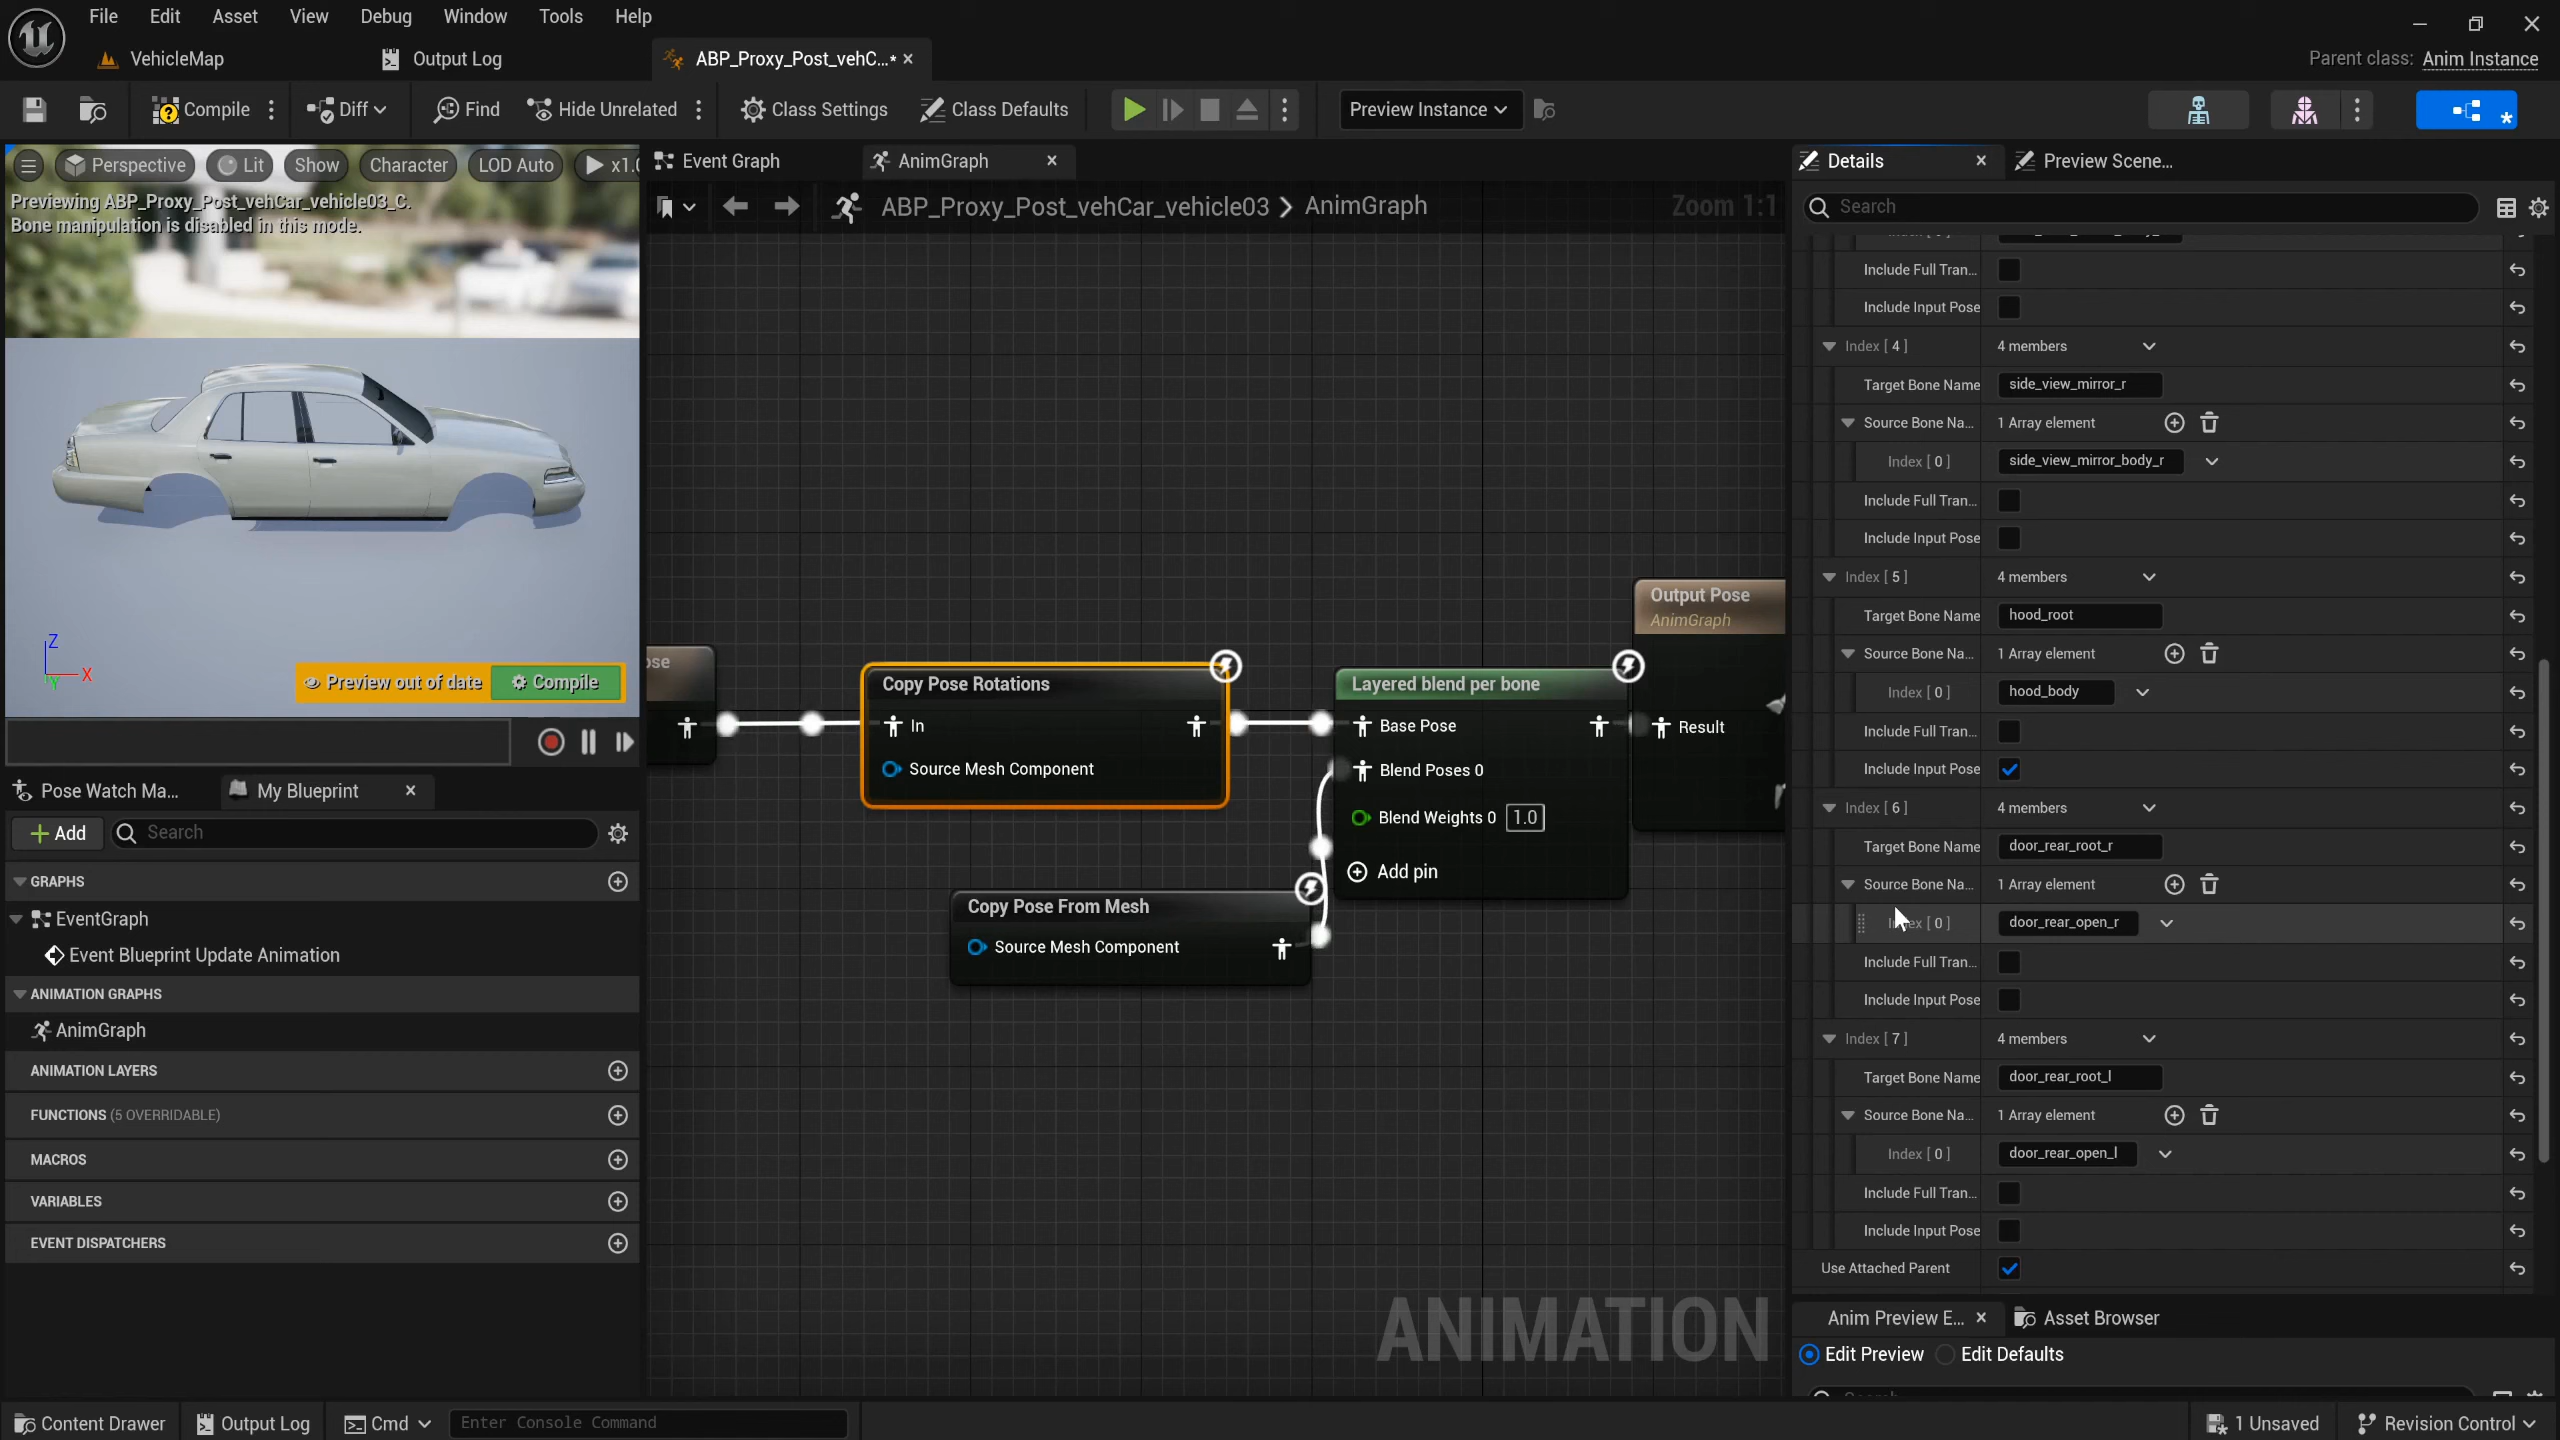 File Edit Asset View Debug Window Tools Help
VehicleMap Output Log ABP_Proxy_Post_vehC...* Parent class: Anim Instance
Compile Diff Find Hide Unrelated Class Settings Class Defaults Preview Instance
Perspective Lit Show Character LOD Auto x1.
Event Graph AnimGraph Details Preview Scene...
Previewing ABP_Proxy_Post_vehCar_vehicle03_C.
Bone manipulation is disabled in this mode.
ABP_Proxy_Post_vehCar_vehicle03 > AnimGraph Zoom 1:1
Search
Include Full Tran...
Include Input Pose
Index [ 4 ] 4 members
Target Bone Name side_view_mirror_r
Source Bone Na... 1 Array element
Index [ 0 ] side_view_mirror_body_r
Include Full Tran...
Include Input Pose
Index [ 5 ] 4 members
Target Bone Name hood_root
Source Bone Na... 1 Array element
Index [ 0 ] hood_body
Include Full Tran...
Include Input Pose
Index [ 6 ] 4 members
Target Bone Name door_rear_root_r
Source Bone Na... 1 Array element
Index [ 0 ] door_rear_open_r
Include Full Tran...
Include Input Pose
Index [ 7 ] 4 members
Target Bone Name door_rear_root_l
Source Bone Na... 1 Array element
Index [ 0 ] door_rear_open_l
Include Full Tran...
Include Input Pose
Use Attached Parent
Z
X
Y
Preview out of date Compile
ose
Copy Pose Rotations
In
Source Mesh Component
Layered blend per bone
Base Pose
Blend Poses 0
Blend Weights 0 1.0
Add pin
Output Pose
AnimGraph
Result
Copy Pose From Mesh
Source Mesh Component
ANIMATION
Pose Watch Ma... My Blueprint
Add Search
GRAPHS
EventGraph
Event Blueprint Update Animation
ANIMATION GRAPHS
AnimGraph
ANIMATION LAYERS
FUNCTIONS (5 OVERRIDABLE)
MACROS
VARIABLES
EVENT DISPATCHERS
Anim Preview E... Asset Browser
Edit Preview Edit Defaults
Content Drawer Output Log Cmd Enter Console Command 1 Unsaved Revision Control